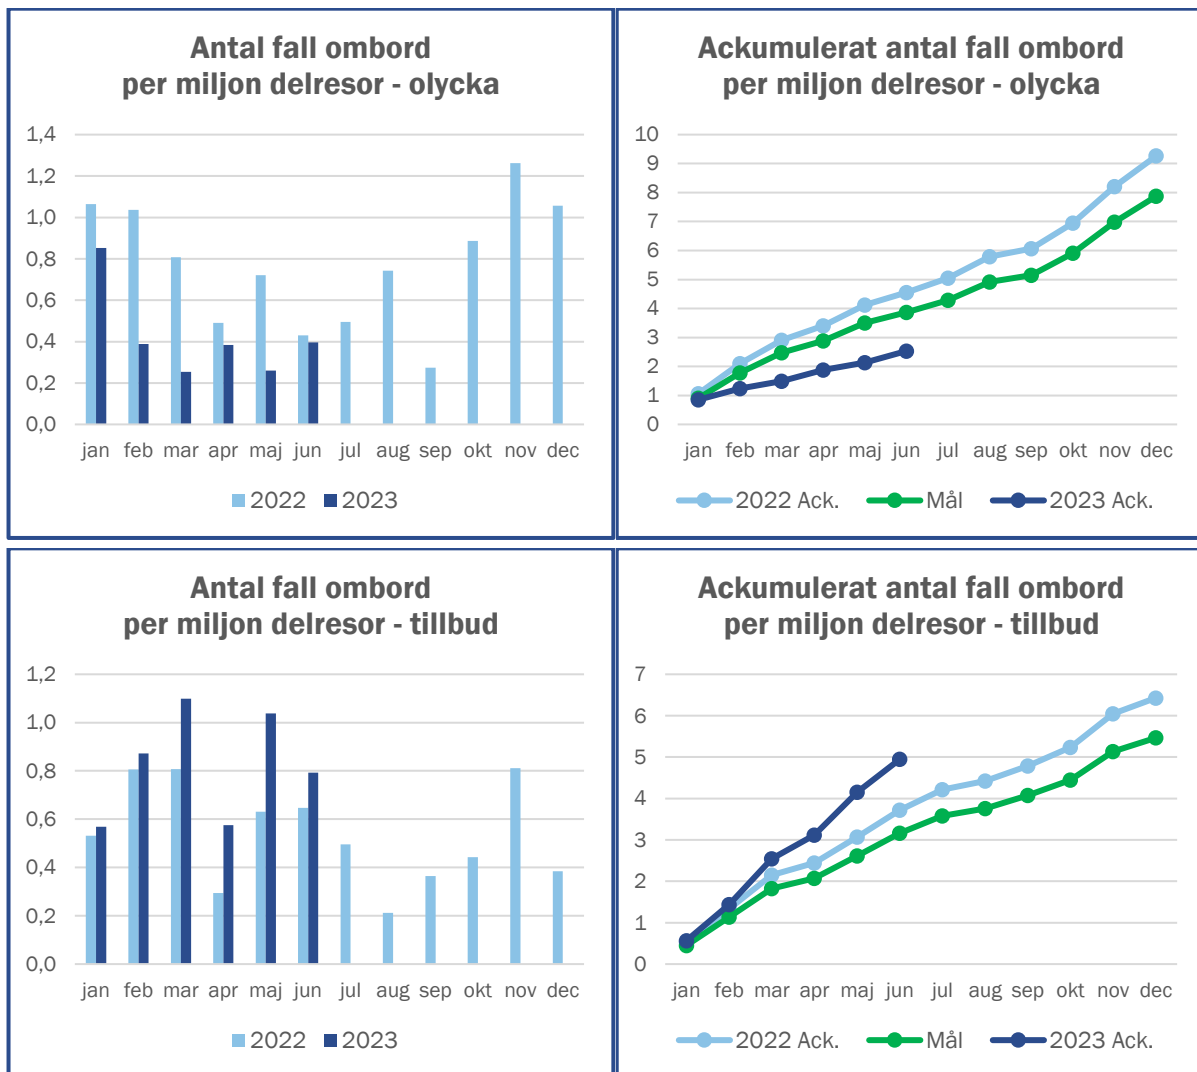 Antal fall ombord
per miljon delresor - olycka
1,4
1,2
1,0
0,8
0,6
0,4
0,2
0,0
jan feb mar apr maj jun jul aug sep okt nov dec
2022 2023
Ackumulerat antal fall ombord
per miljon delresor - olycka
10
9
8
7
6
5
4
3
2
1
0
jan feb mar apr maj jun jul aug sep okt nov dec
2022 Ack. Mål 2023 Ack.
Antal fall ombord
per miljon delresor - tillbud
1,2
1,0
0,8
0,6
0,4
0,2
0,0
jan feb mar apr maj jun jul aug sep okt nov dec
2022 2023
Ackumulerat antal fall ombord
per miljon delresor - tillbud
7
6
5
4
3
2
1
0
jan feb mar apr maj jun jul aug sep okt nov dec
2022 Ack. Mål 2023 Ack.